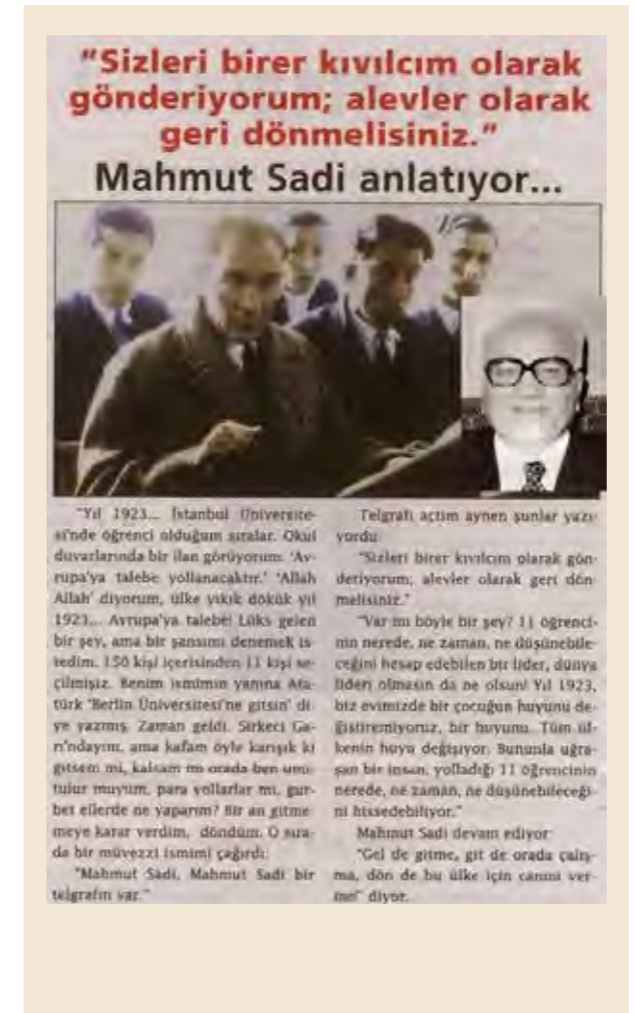 "Sizleri birer kıvılcım olarak
gönderiyorum; alevler olarak
geri dönmelisiniz."
Mahmut Sadi anlatıyor...
"Yıl 1923... İstanbul Üniversite-
si'nde öğrenci olduğum sıralar. Okul
duvarlarında bir ilan görüyorum. 'Av-
rupa'ya talebe yollanacaktır.' 'Allah
Allah' diyorum, ülke yıkık dökük yıl
1923... Avrupa'ya talebe! Lüks gelen
bir şey, ama bir şansımı denemek is-
tedim. 150 kişi içerisinden 11 kişi se-
çilmişiz. Benim ismimin yanına Ata-
türk 'Berlin Üniversitesi'ne gitsin' di-
ye yazmış. Zaman geldi. Sirkeci Ga-
rı'ndayım, ama kafam öyle karışık ki
gitsem mi, kalsam mı orada ben unu-
tulur muyum, para yollarlar mı, gur-
bet ellerde ne yaparım? Bir an gitme-
meye karar verdim, döndüm. O sıra-
da bir müvezzi ismimi çağırdı:
"Mahmut Sadi, Mahmut Sadi bir
telgrafın var."
Telgrafı açtım aynen şunlar yazı-
yordu:
"Sizleri birer kıvılcım olarak gön-
deriyorum; alevler olarak geri dön-
melisiniz."
"Var mı böyle bir şey? 11 öğrenci-
nin nerede, ne zaman, ne düşünebile-
ceğini hesap edebilen bir lider, dünya
lideri olmasın da ne olsun! Yıl 1923,
biz evimizde bir çocuğun huyunu de-
ğiştiremiyoruz, bir huyunu. Tüm ül-
kenin huyu değişiyor. Bununla uğra-
şan bir insan, yolladığı 11 öğrencinin
nerede, ne zaman, ne düşünebileceği-
ni hissedebiliyor."
Mahmut Sadi devam ediyor:
"Gel de gitme, git de orada çalış-
ma, dön de bu ülke için canını ver-
me!" diyor.